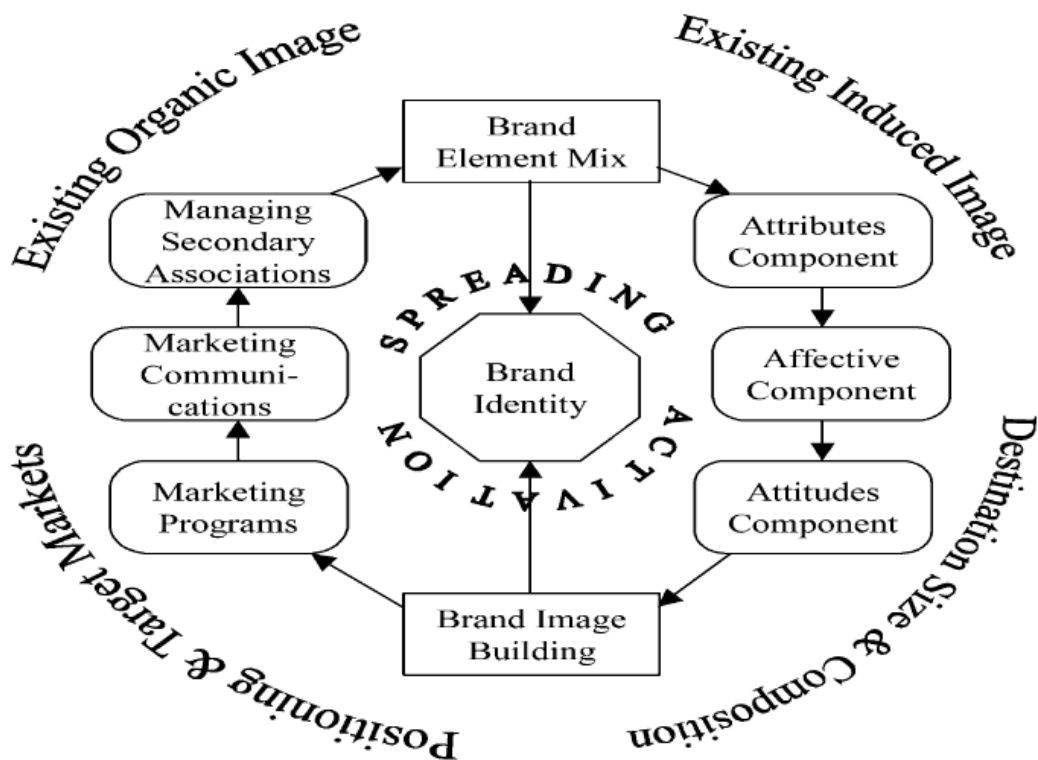 Existing Organic Image
Existing Induced Image
Brand
Element Mix
Managing
Secondary
Associations
Attributes
Component
SPREADING
Marketing
Communi-
cations
Brand
Identity
Affective
Component
ACTIVATION
Marketing
Programs
Attitudes
Component
Brand Image
Building
Positioning & Target Markets
Destination Size & Composition